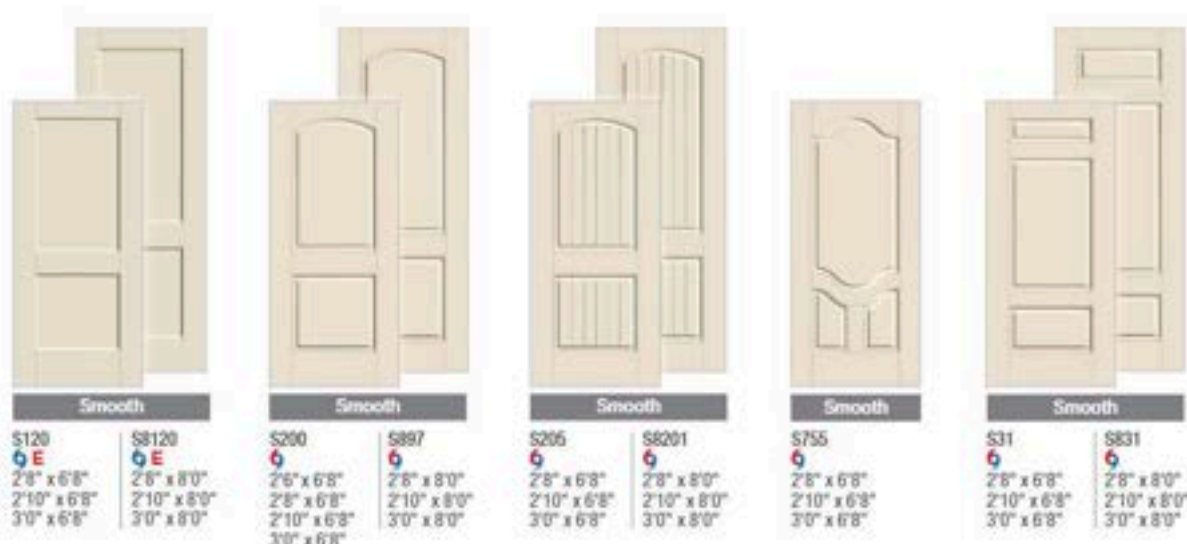 Smooth
S120
E
2'8" x 6'8"
2'10" x 6'8"
3'0" x 6'8"
S8120
E
2'8" x 8'0"
2'10" x 8'0"
3'0" x 8'0"
Smooth
S200
2'6" x 6'8"
2'8" x 6'8"
2'10" x 6'8"
3'0" x 6'8"
S897
2'8" x 8'0"
2'10" x 8'0"
3'0" x 8'0"
Smooth
S205
2'8" x 6'8"
2'10" x 6'8"
3'0" x 6'8"
S8201
2'8" x 8'0"
2'10" x 8'0"
3'0" x 8'0"
Smooth
S755
2'8" x 6'8"
2'10" x 6'8"
3'0" x 6'8"
Smooth
S31
2'8" x 6'8"
2'10" x 6'8"
3'0" x 6'8"
S831
2'8" x 8'0"
2'10" x 8'0"
3'0" x 8'0"